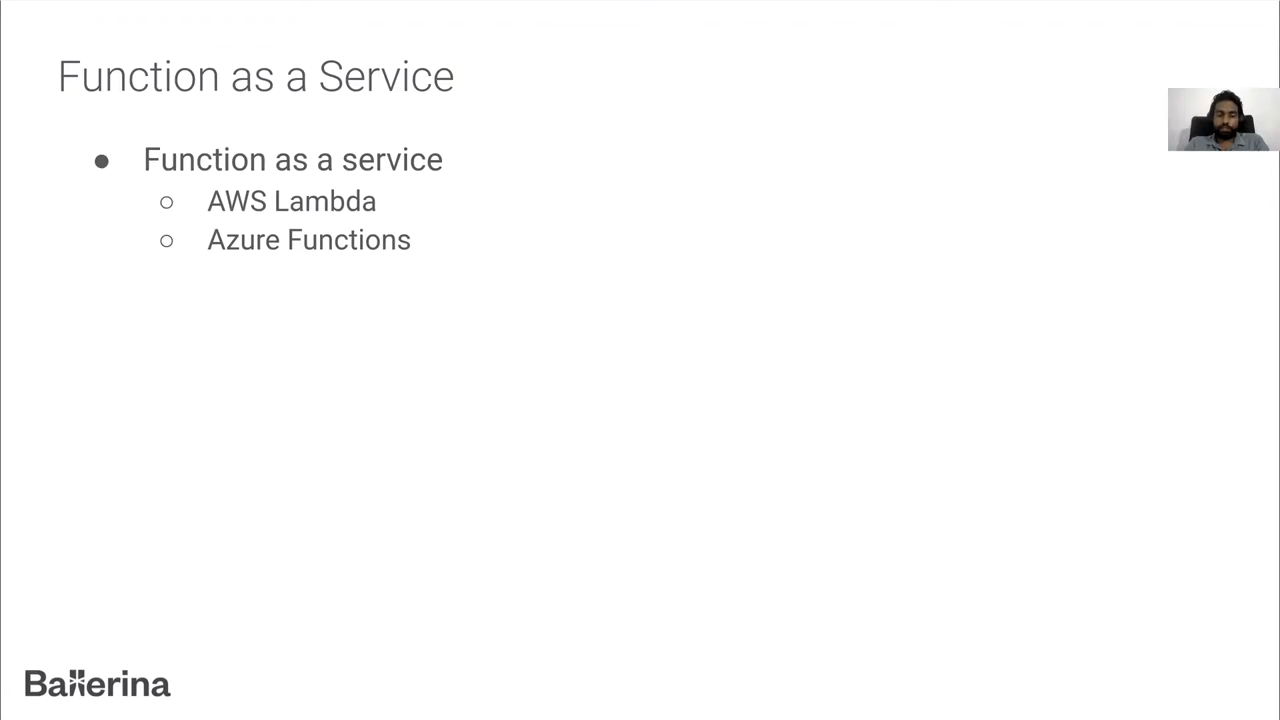 Function as a Service
● Function as a service
○ AWS Lambda
○ Azure Functions
Ballerina